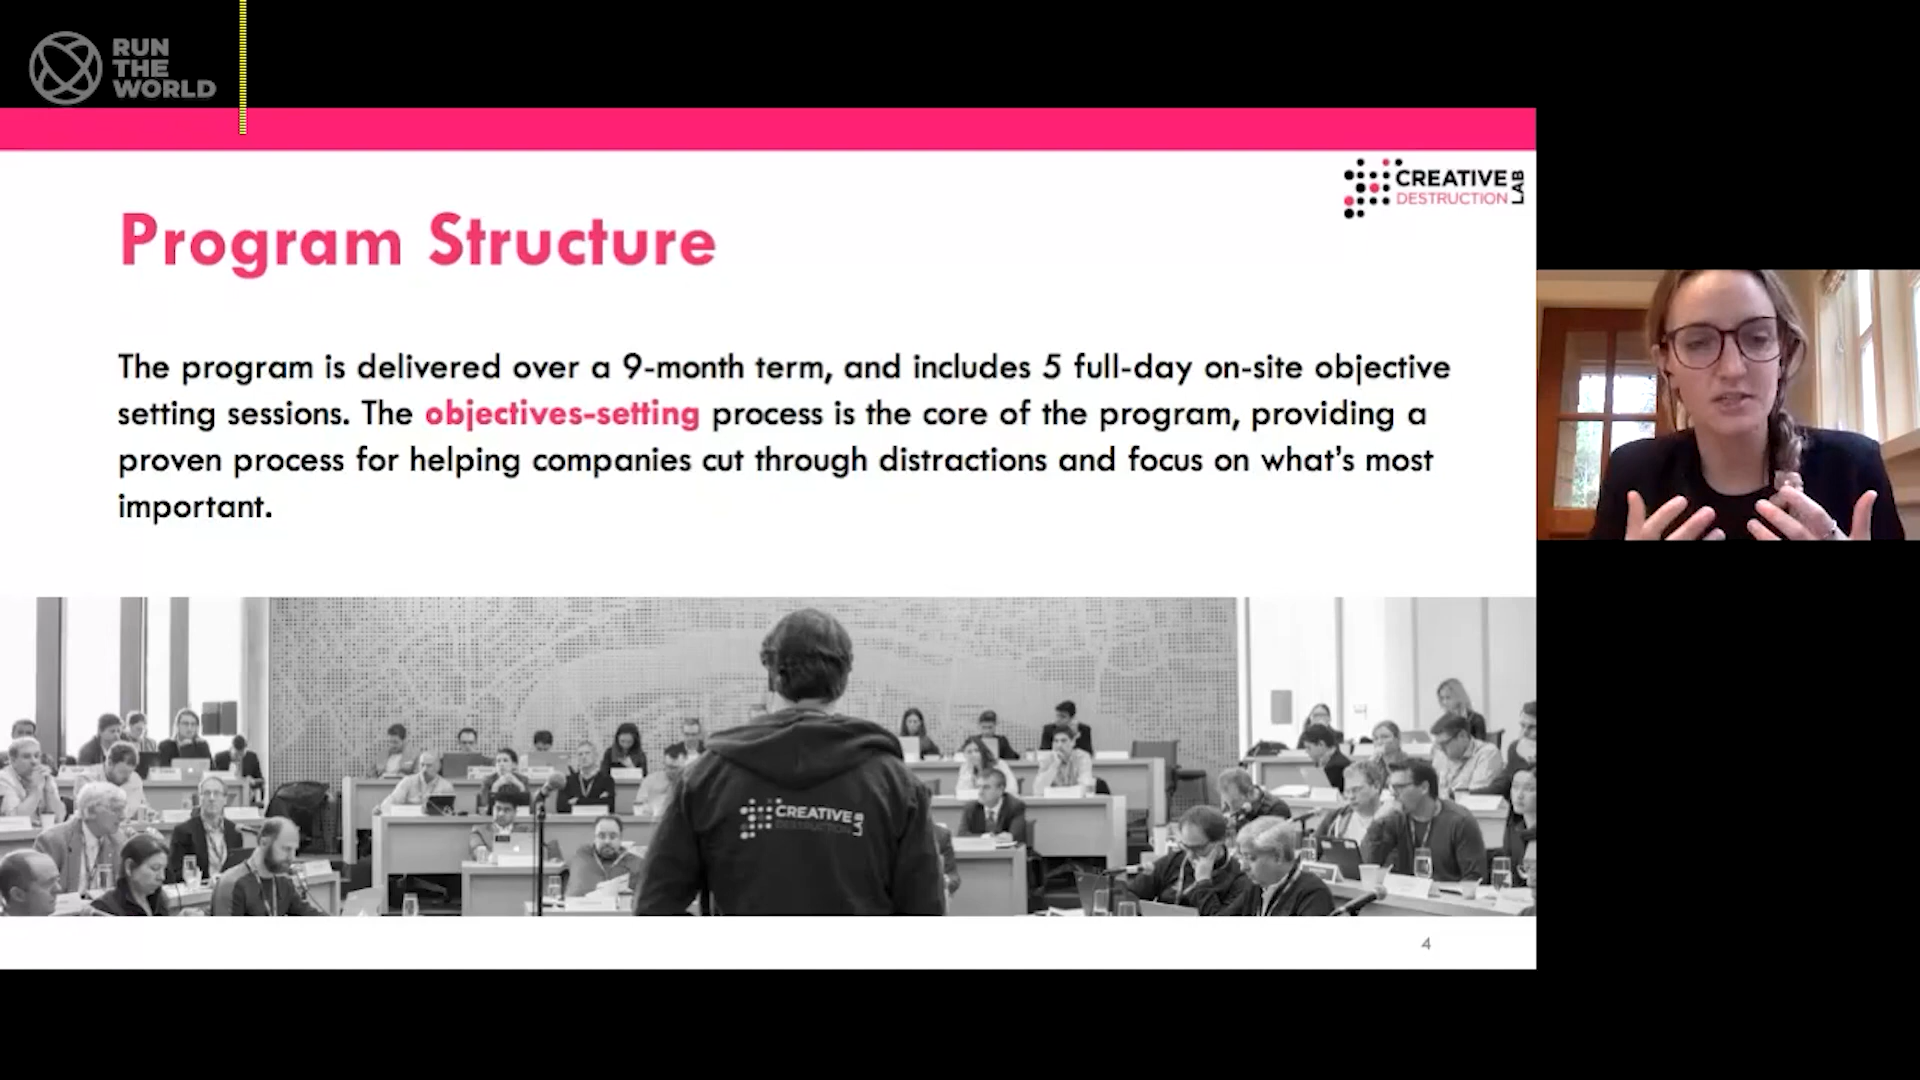 RUN
THE
WORLD
CREATIVE
DESTRUCTION
LAB
Program Structure
The program is delivered over a 9-month term, and includes 5 full-day on-site objective
setting sessions. The objectives-setting process is the core of the program, providing a
proven process for helping companies cut through distractions and focus on what's most
important.
CREATIVE
DESTRUCTION
LAB
4